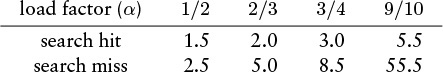 load factor (α) 1/2 2/3 3/4 9/10
search hit 1.5 2.0 3.0 5.5
search miss 2.5 5.0 8.5 55.5